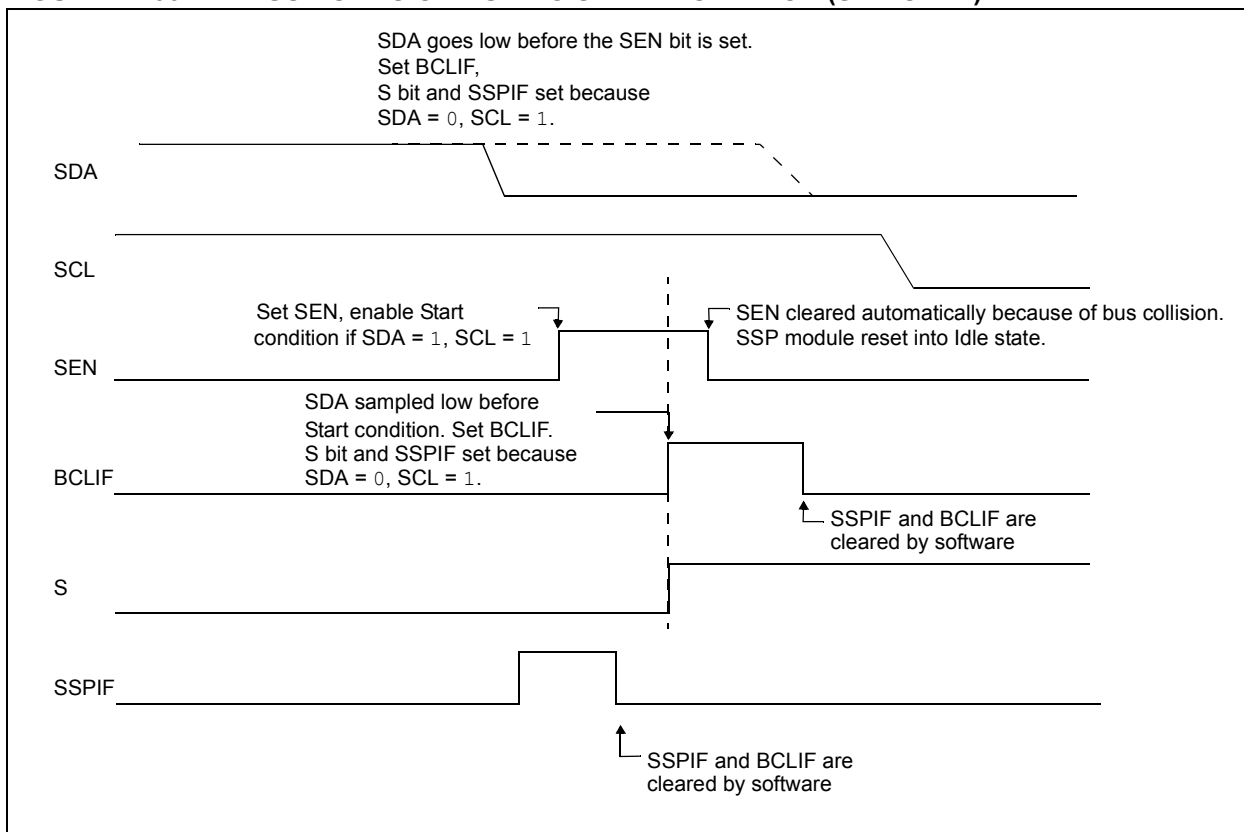 SDA goes low before the SEN bit is set.
Set BCLIF,
S bit and SSPIF set because
SDA = 0, SCL = 1.
SDA
SCL
Set SEN, enable Start
condition if SDA = 1, SCL = 1
SEN cleared automatically because of bus collision.
SSP module reset into Idle state.
SEN
SDA sampled low before
Start condition. Set BCLIF.
S bit and SSPIF set because
SDA = 0, SCL = 1.
BCLIF
SSPIF and BCLIF are
cleared by software
S
SSPIF
SSPIF and BCLIF are
cleared by software